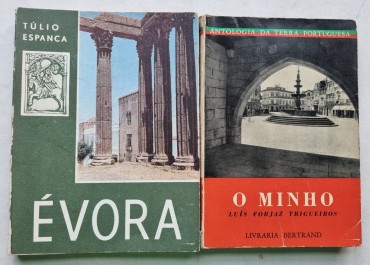 TÚLIO
ESPANCA
ÉVORA
ANTOLOGIA DA TERRA PORTUGUESA
O MINHO
LUÍS FORJAZ TRIGUEIROS
LIVRARIA BERTRAND